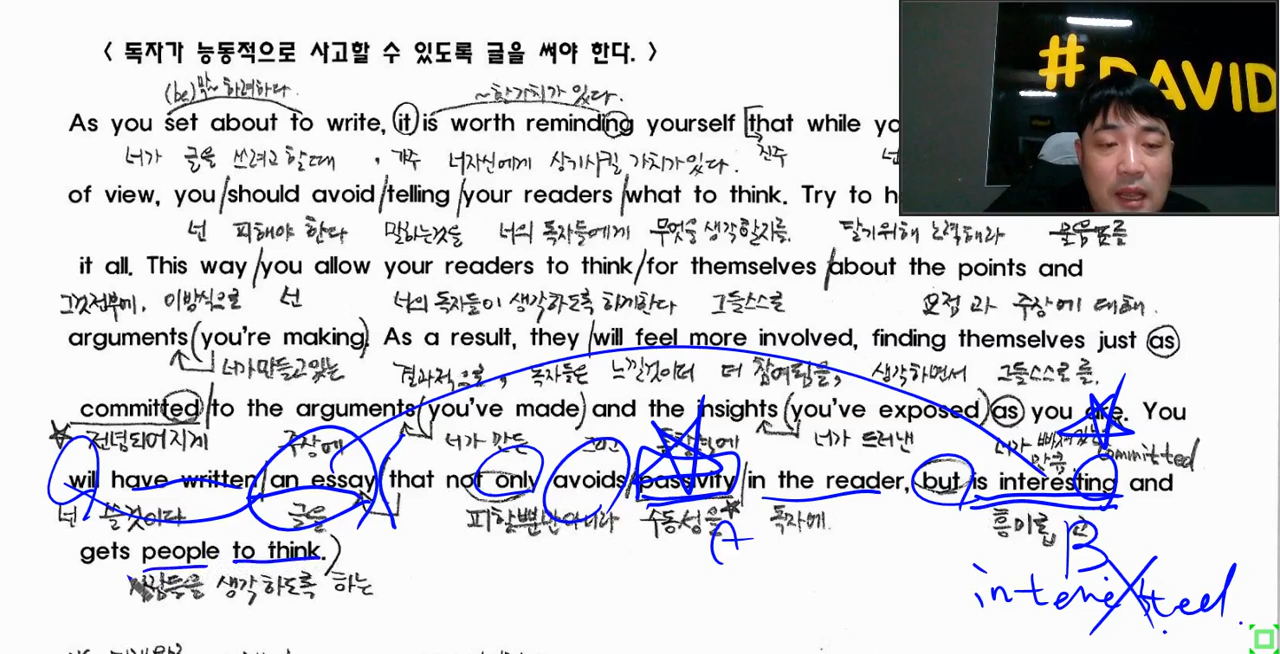 < 독자가 능동적으로 사고할 수 있도록 글을 써야 한다. >
# DAVID
(be) 막~하려하다.
~할가치가 있다.
As you set about to write, it is worth reminding yourself that while yo
너가 글을 쓰려고 할때 , 가주 너자신에게 상기시킬 가치가있다. 진주
of view, you should avoid telling your readers what to think. Try to h
넌 피해야 한다 말하는것을 너의 독자들에게 무엇을 생각할지를. 달기위해 노력해라 물음표를
it all. This way you allow your readers to think for themselves about the points and
그것전부에. 이방식으로 넌 너의 독자들이 생각하도록 허게한다 그들스스로 요점과 주장에 대해.
arguments you're making. As a result, they will feel more involved, finding themselves just as
너가만들고있는 결과적으로, 독자들은 느낄것이며 더 참여됨을, 생각하면서 그들스스로를.
committed to the arguments you've made and the insights you've exposed as you are. You
전념되어지게 주장에 너가 만든 그리고 통찰력에 너가 드러낸 너가 빠져있는 만큼 committed
will have written an essay that not only avoids passivity in the reader, but is interesting and
넌 쓸것이다 글을 피할뿐만아니라 수동성을 독자에. 흥미롭고
A
B
gets people to think.
사람들을 생각하도록 하는
interested.